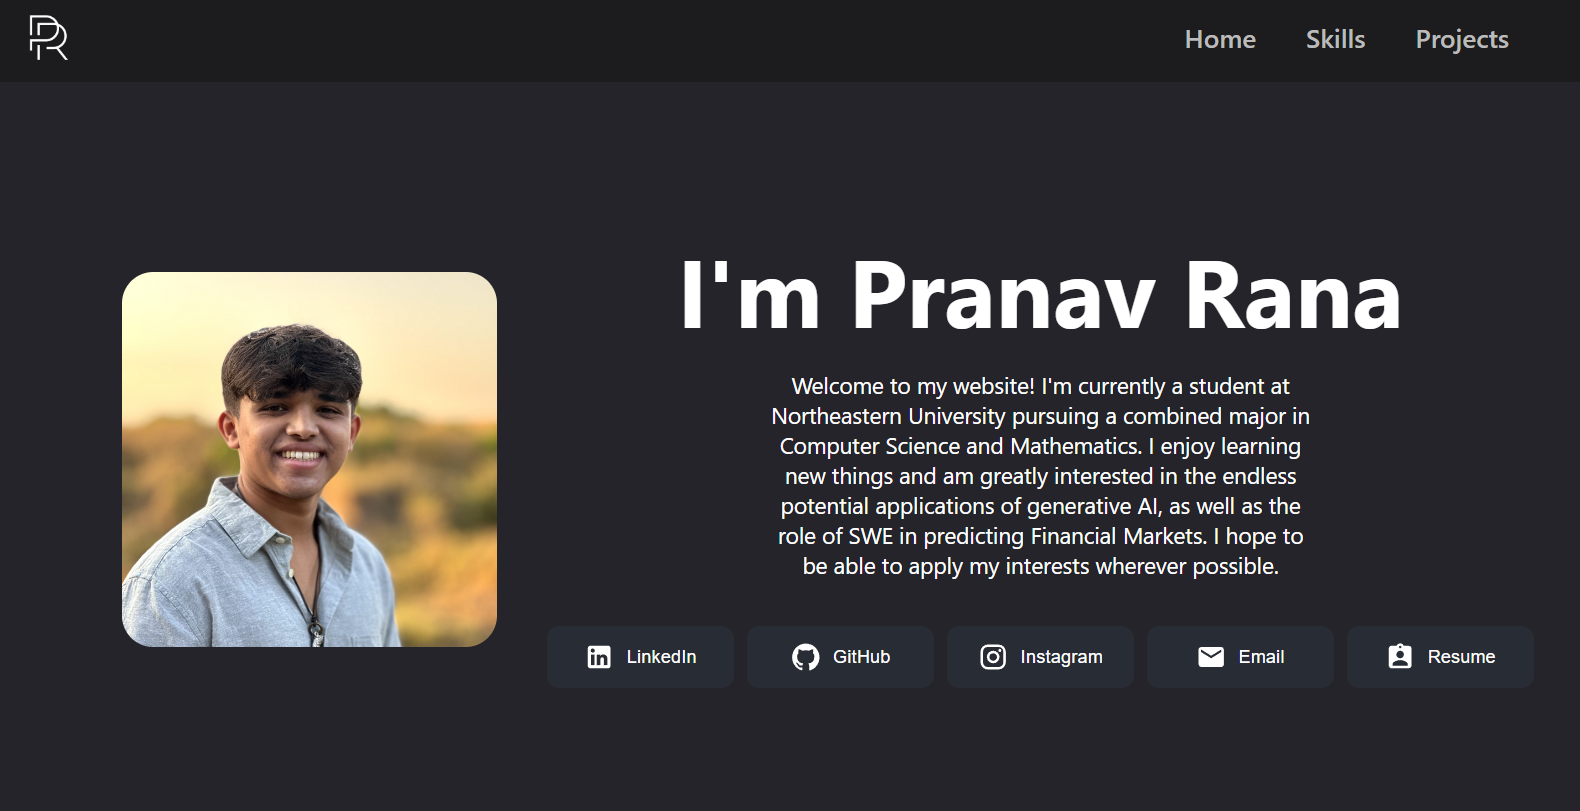 PR
Home Skills Projects
I'm Pranav Rana
Welcome to my website! I'm currently a student at
Northeastern University pursuing a combined major in
Computer Science and Mathematics. I enjoy learning
new things and am greatly interested in the endless
potential applications of generative AI, as well as the
role of SWE in predicting Financial Markets. I hope to
be able to apply my interests wherever possible.
LinkedIn GitHub Instagram Email Resume